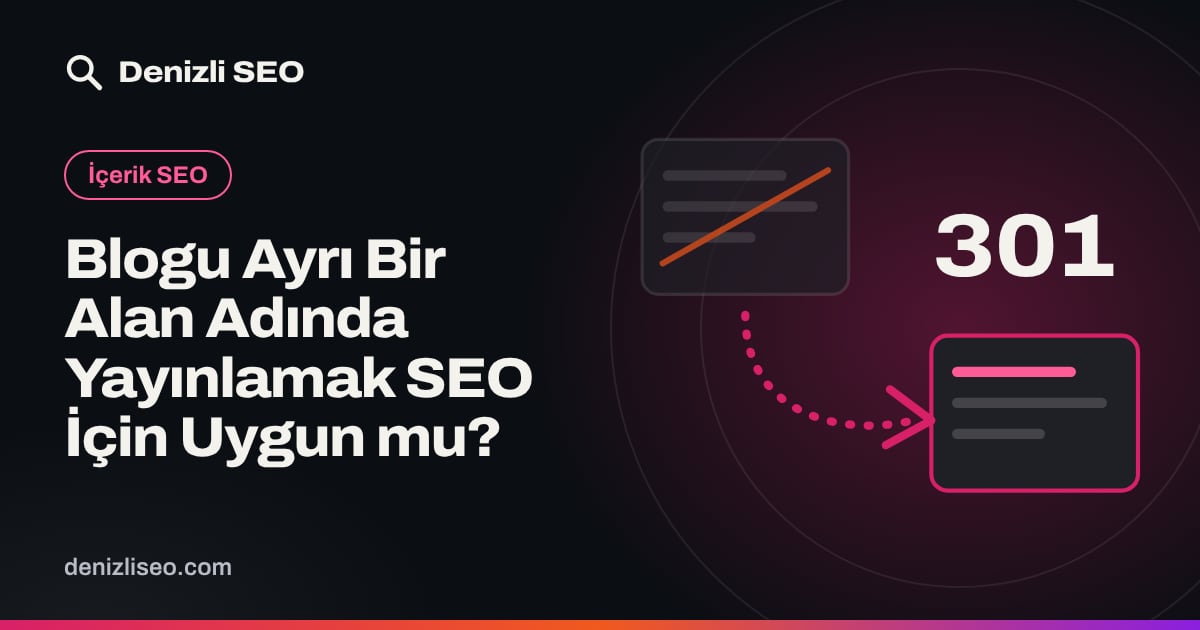 Denizli SEO
İçerik SEO
Blogu Ayrı Bir
Alan Adında
Yayınlamak SEO
İçin Uygun mu?
301
denizliseo.com